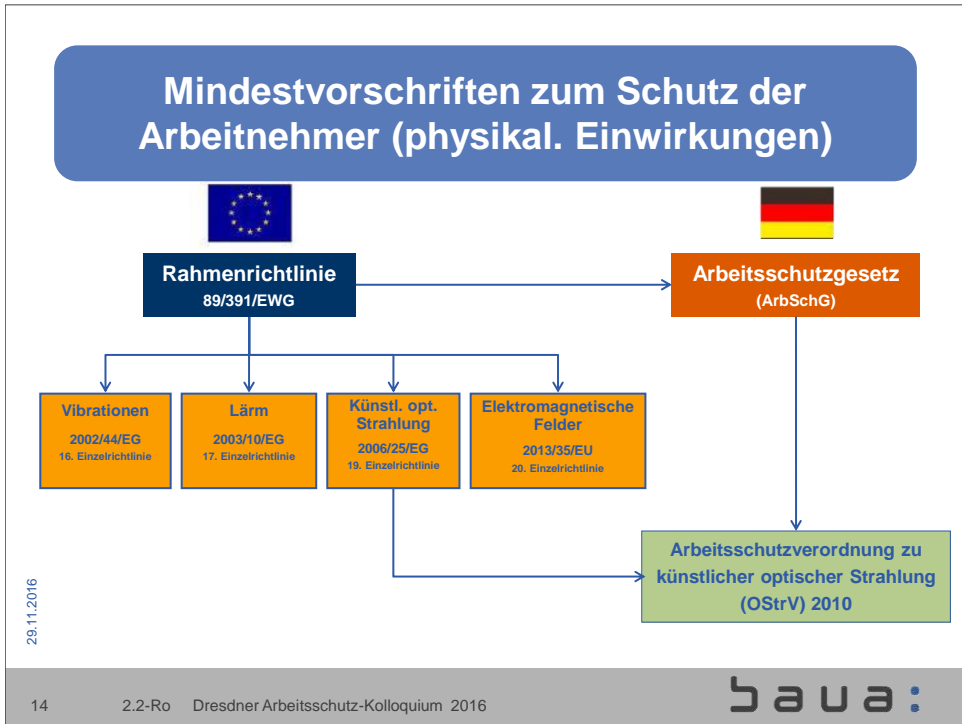 Mindestvorschriften zum Schutz der
Arbeitnehmer (physikal. Einwirkungen)
Rahmenrichtlinie
89/391/EWG
Arbeitsschutzgesetz
(ArbSchG)
Vibrationen
2002/44/EG
16. Einzelrichtlinie
Lärm
2003/10/EG
17. Einzelrichtlinie
Künstl. opt.
Strahlung
2006/25/EG
19. Einzelrichtlinie
Elektromagnetische
Felder
2013/35/EU
20. Einzelrichtlinie
Arbeitsschutzverordnung zu
künstlicher optischer Strahlung
(OStrV) 2010
29.11.2016
14 2.2-Ro Dresdner Arbeitsschutz-Kolloquium 2016
baua: